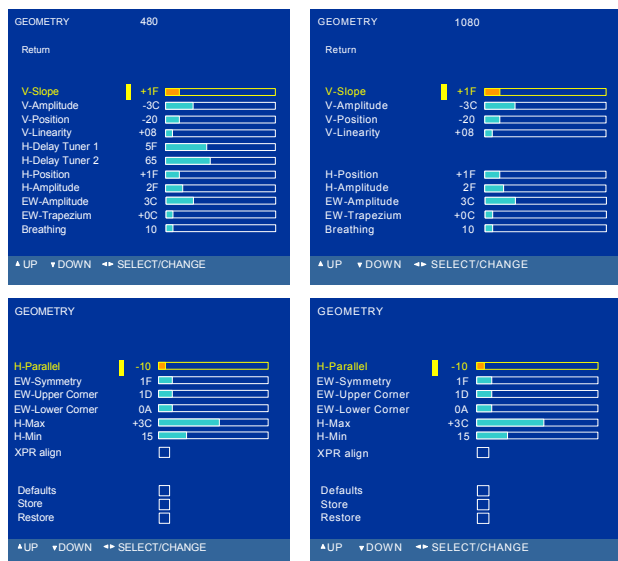 GEOMETRY 480
Return
V-Slope +1F
V-Amplitude -3C
V-Position -20
V-Linearity +08
H-Delay Tuner 1 5F
H-Delay Tuner 2 65
H-Position +1F
H-Amplitude 2F
EW-Amplitude 3C
EW-Trapezium +0C
Breathing 10
UP DOWN SELECT/CHANGE
GEOMETRY 1080
Return
V-Slope +1F
V-Amplitude -3C
V-Position -20
V-Linearity +08
H-Position +1F
H-Amplitude 2F
EW-Amplitude 3C
EW-Trapezium +0C
Breathing 10
UP DOWN SELECT/CHANGE
GEOMETRY
H-Parallel -10
EW-Symmetry 1F
EW-Upper Corner 1D
EW-Lower Corner 0A
H-Max +3C
H-Min 15
XPR align
Defaults
Store
Restore
UP DOWN SELECT/CHANGE
GEOMETRY
H-Parallel -10
EW-Symmetry 1F
EW-Upper Corner 1D
EW-Lower Corner 0A
H-Max +3C
H-Min 15
XPR align
Defaults
Store
Restore
UP DOWN SELECT/CHANGE